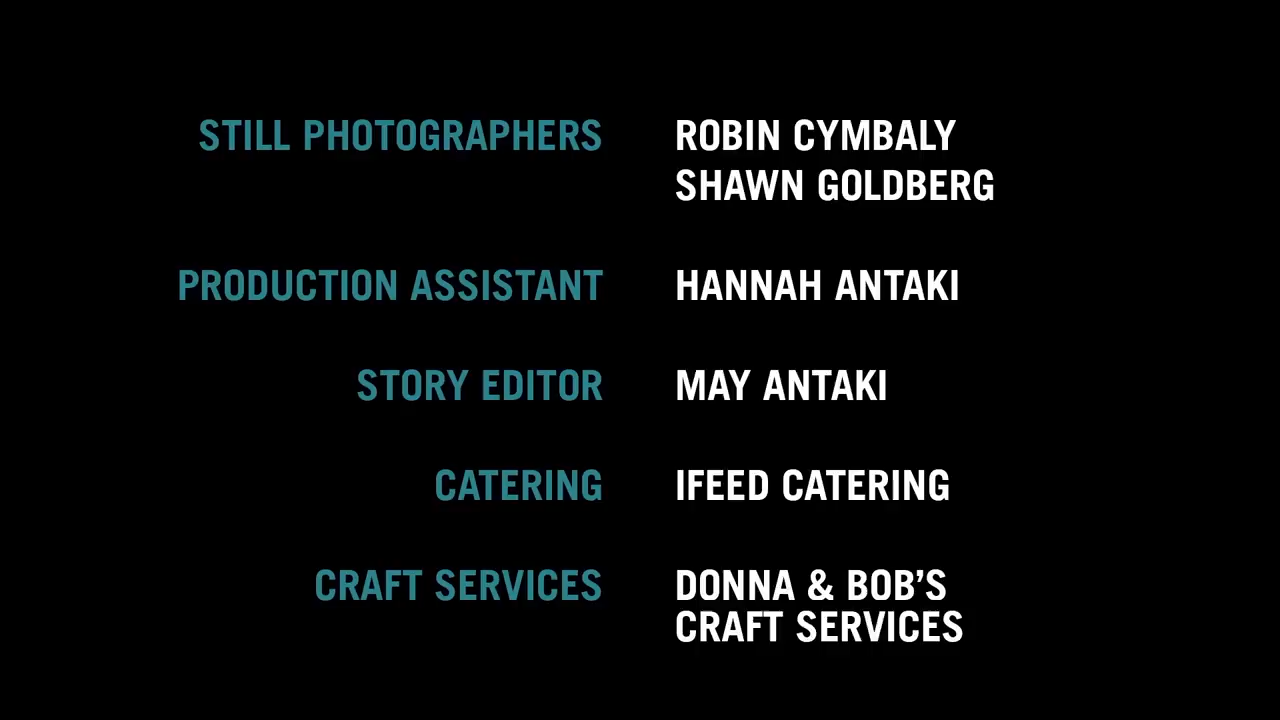 STILL PHOTOGRAPHERS ROBIN CYMBALY
SHAWN GOLDBERG
PRODUCTION ASSISTANT HANNAH ANTAKI
STORY EDITOR MAY ANTAKI
CATERING IFEED CATERING
CRAFT SERVICES DONNA & BOB’S
CRAFT SERVICES